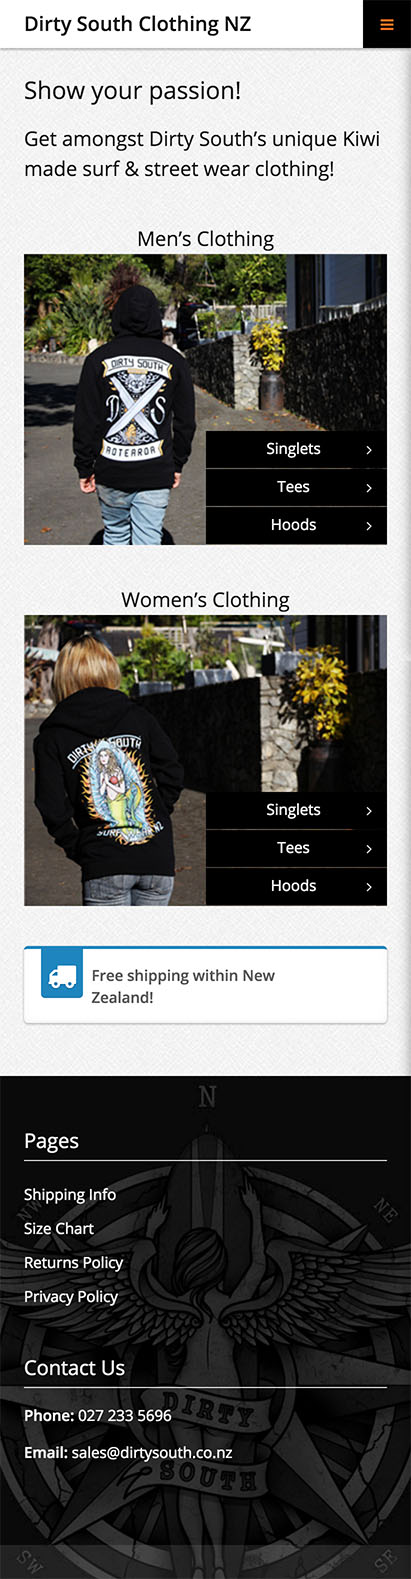 Dirty South Clothing NZ
Show your passion!
Get amongst Dirty South’s unique Kiwi
made surf & street wear clothing!
Men’s Clothing
DIRTY SOUTH
D S
AOTEAROA
Singlets
Tees
Hoods
Women’s Clothing
DIRTY SOUTH
SURF WEAR NZ
Singlets
Tees
Hoods
Free shipping within New
Zealand!
N
Pages
Shipping Info
NW
NE
Size Chart
Returns Policy
Privacy Policy
Contact Us
Phone: 027 233 5696
DIRTY
Email: sales@dirtysouth.co.nz
SOUTH
SW
SE